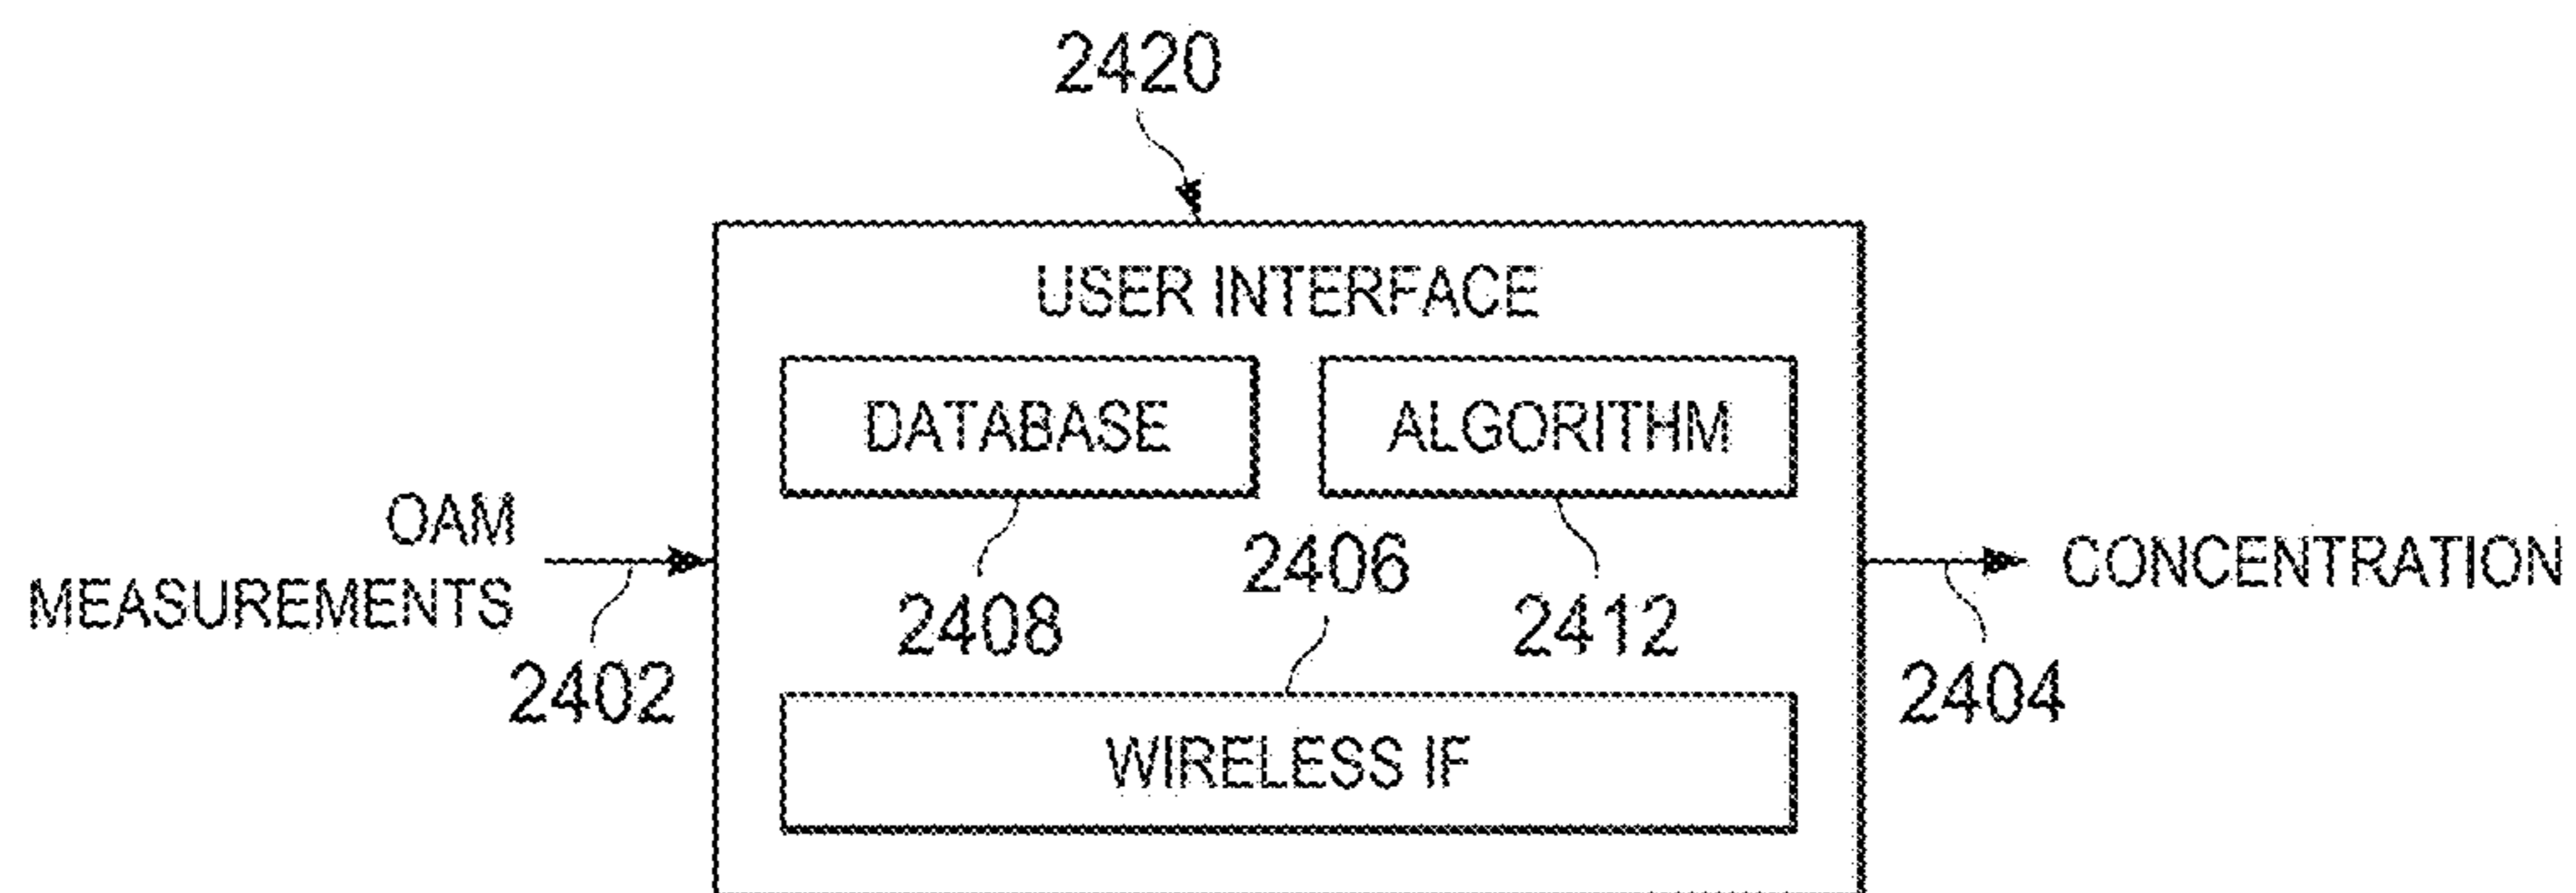 2420
USER INTERFACE
DATABASE
ALGORITHM
OAM
MEASUREMENTS
2402
2408
2406
2412
CONCENTRATION
2404
WIRELESS IF